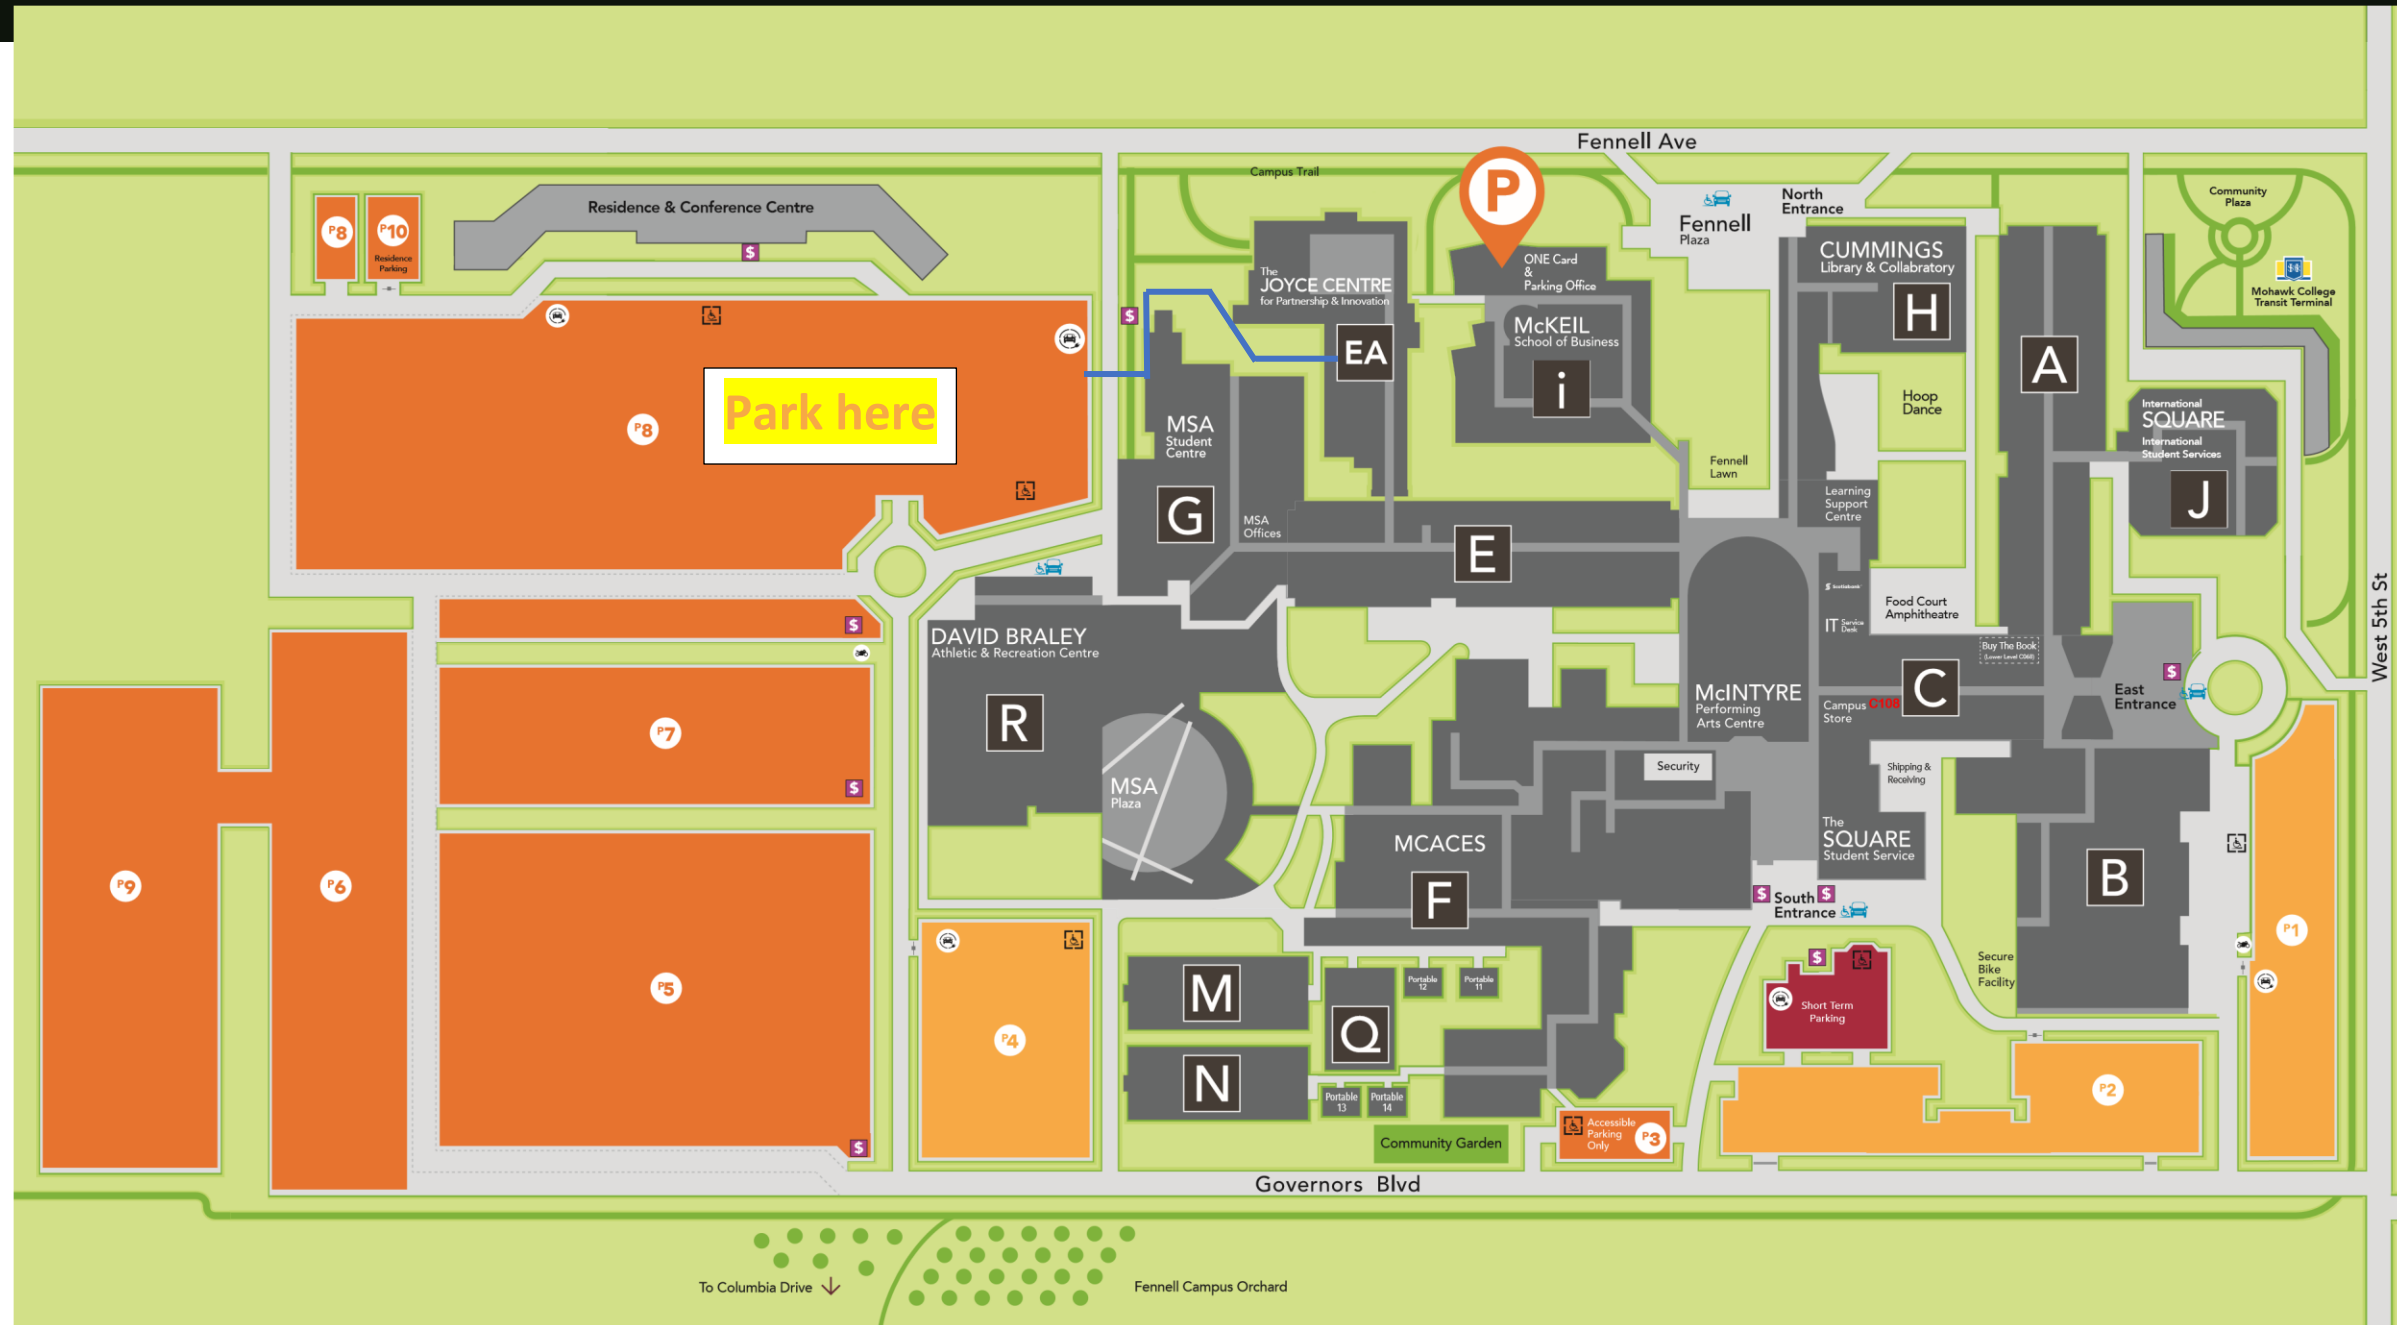 Fennell Ave
Campus Trail
P
P8
P10
Residence
Parking
Residence & Conference Centre
$
The
JOYCE CENTRE
for Partnership & Innovation
EA
ONE Card
&
Parking Office
McKEIL
School of Business
i
Fennell
Plaza
North
Entrance
CUMMINGS
Library & Collabratory
H
A
Community
Plaza
Mohawk College
Transit Terminal
International
SQUARE
International
Student Services
J
Hoop
Dance
Fennell
Lawn
$
Park here
P8
MSA
Student
Centre
G
MSA
Offices
E
Learning
Support
Centre
Scotiabank
IT Service
Desk
Food Court
Amphitheatre
Buy The Book
(Lower Level C060)
West 5th St
$
DAVID BRALEY
Athletic & Recreation Centre
R
P7
$
MSA
Plaza
McINTYRE
Performing
Arts Centre
Campus C108
Store
C
East
Entrance
$
Security
Shipping &
Receiving
The
SQUARE
Student Service
MCACES
F
B
P9
P6
P5
$
P4
$ South $
Entrance
P1
M
N
Q
Portable
12
Portable
11
Portable
13
Portable
14
$
Short Term
Parking
Secure
Bike
Facility
P2
Accessible
Parking
Only
P3
Community Garden
Governors Blvd
To Columbia Drive
Fennell Campus Orchard